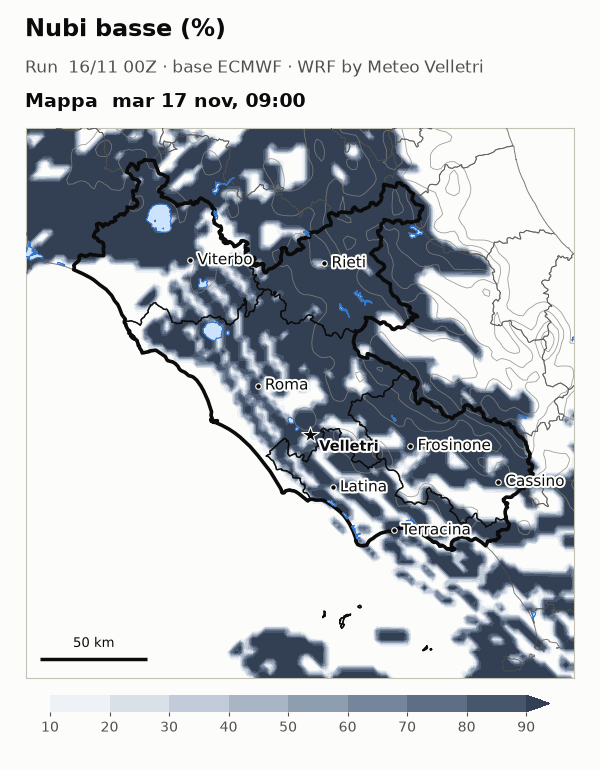 Nubi basse (%)
Run  16/11 00Z · base ECMWF · WRF by Meteo Velletri
Mappa  mar 17 nov, 09:00
Viterbo
Rieti
Roma
Velletri
Frosinone
Latina
Cassino
Terracina
50 km
10 20 30 40 50 60 70 80 90